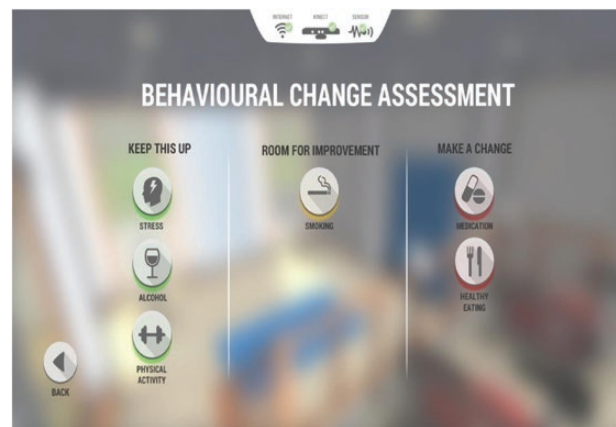 INTERNET KINECT SENSOR
BEHAVIOURAL CHANGE ASSESSMENT
KEEP THIS UP
STRESS
ALCOHOL
PHYSICAL
ACTIVITY
ROOM FOR IMPROVEMENT
SMOKING
MAKE A CHANGE
MEDICATION
HEALTHY
EATING
BACK